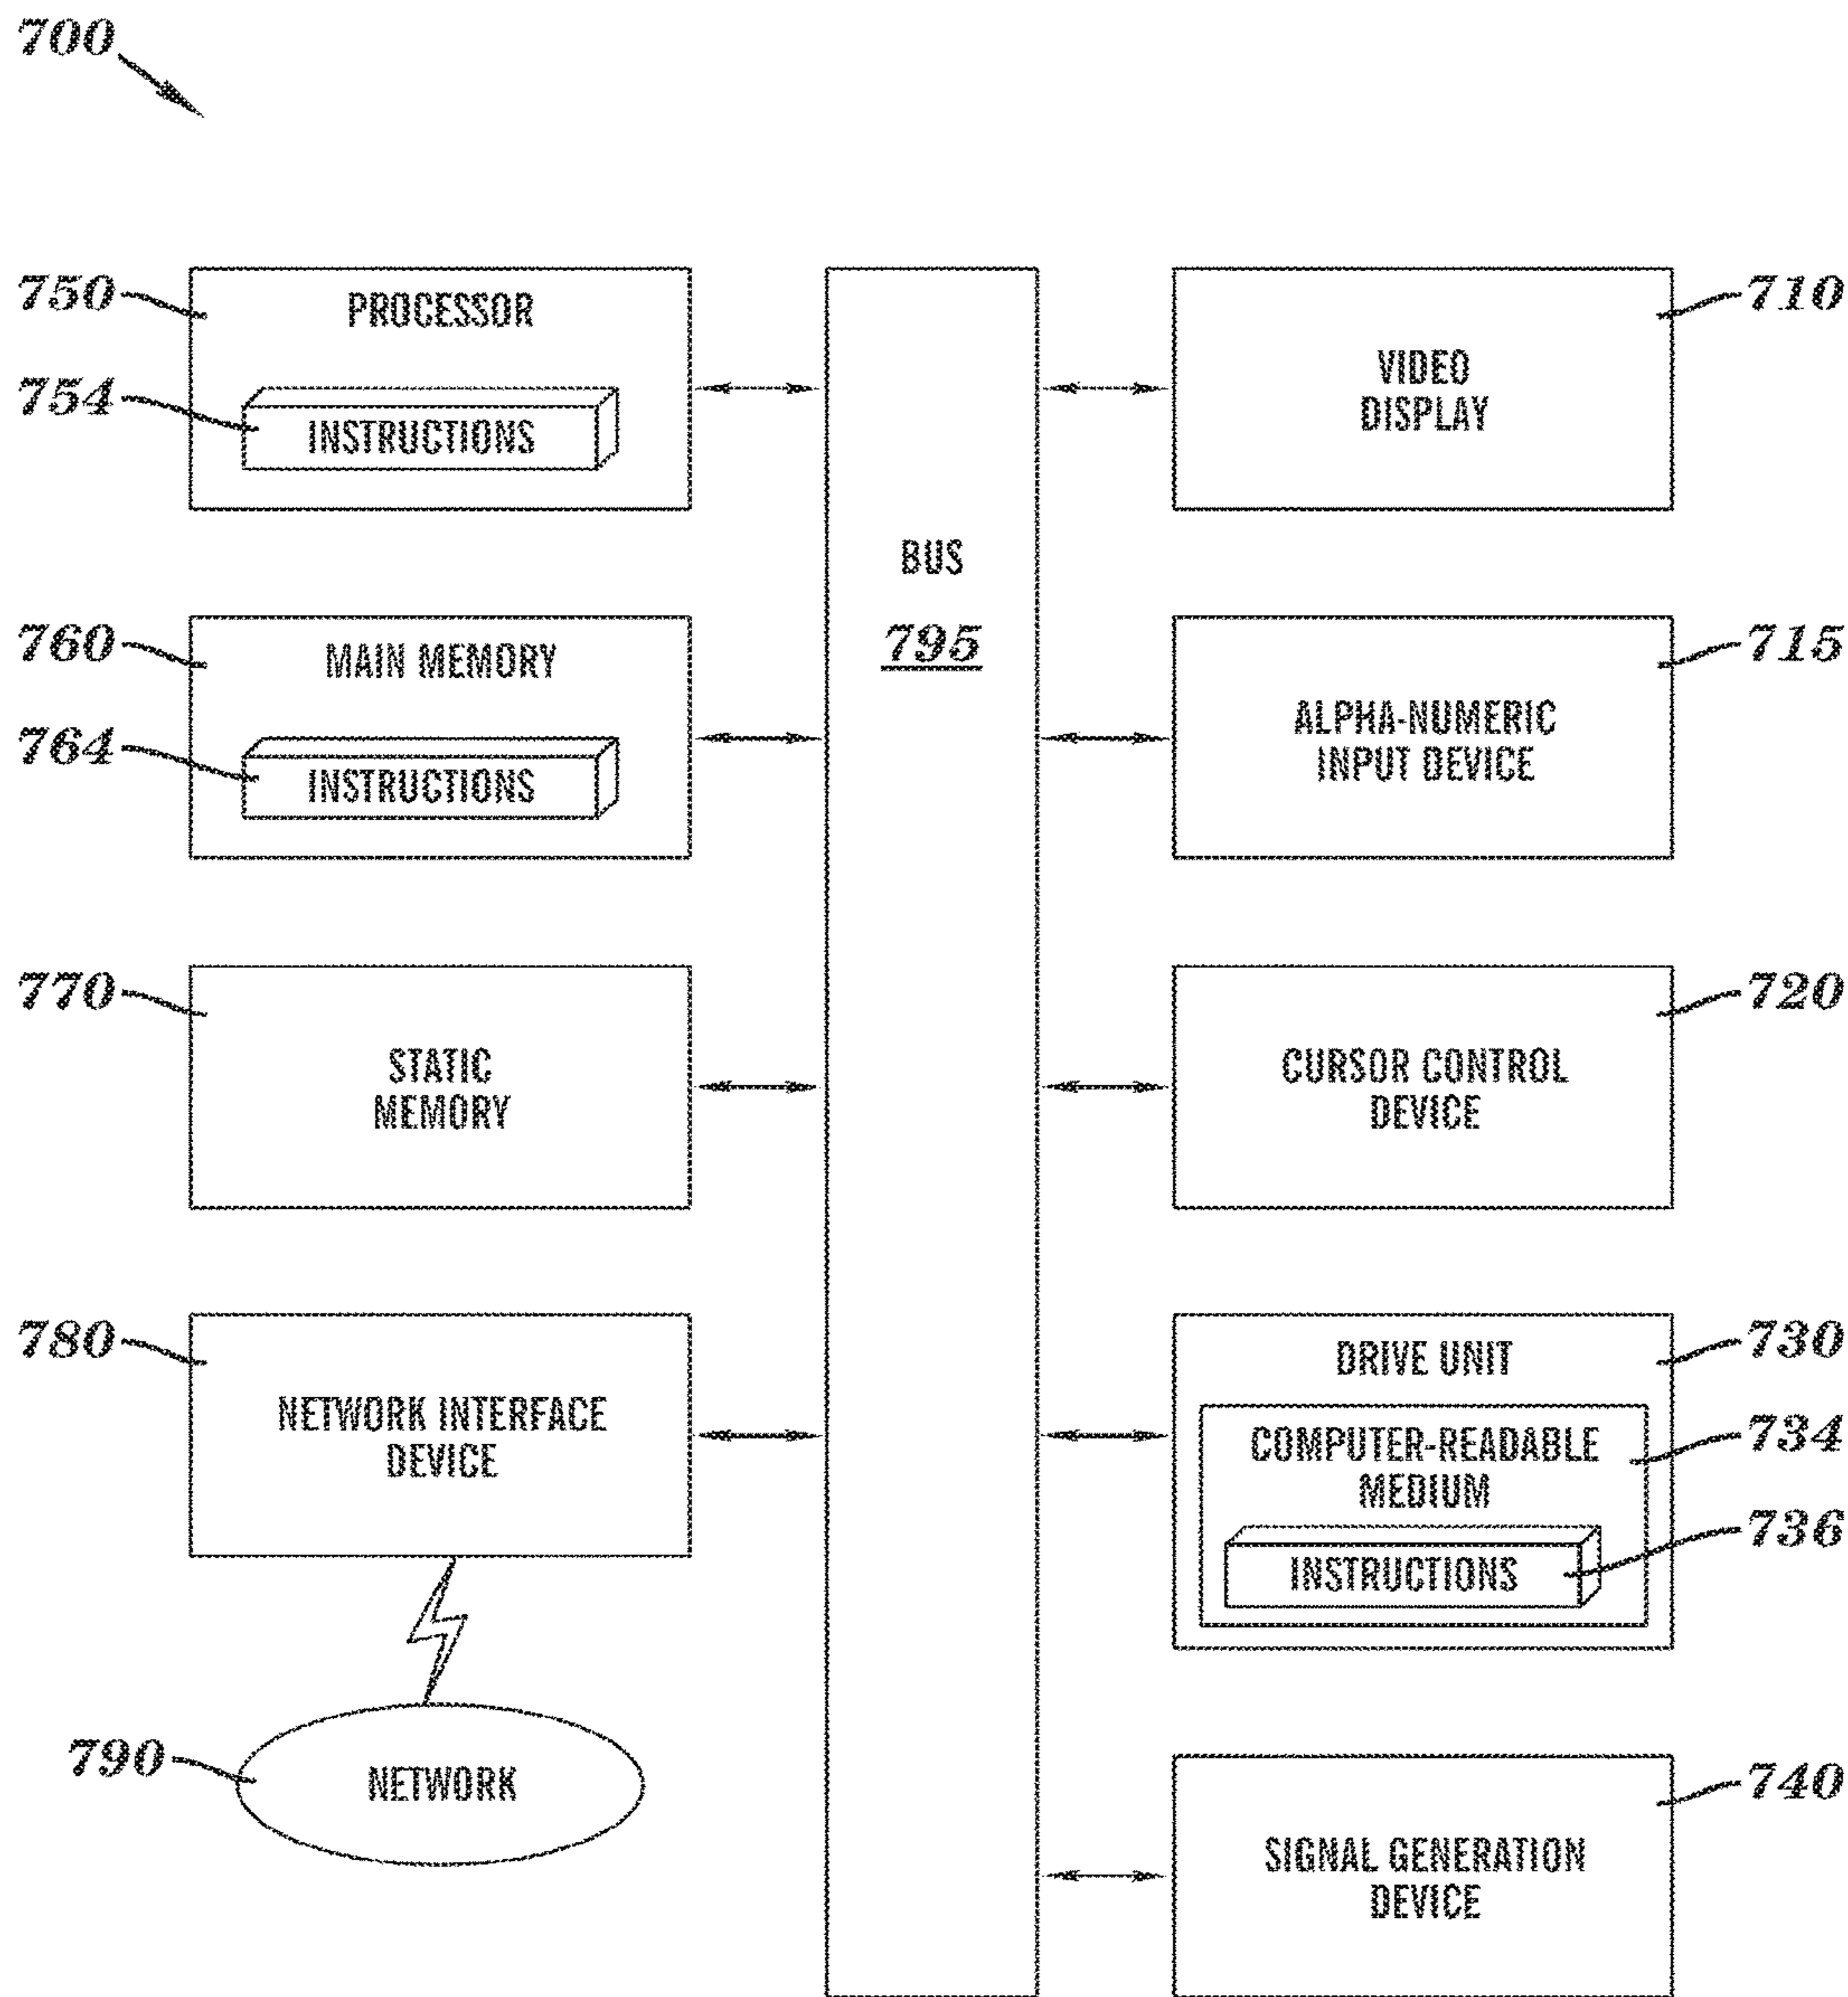 700
750
PROCESSOR
754
INSTRUCTIONS
760
MAIN MEMORY
764
INSTRUCTIONS
770
STATIC
MEMORY
780
NETWORK INTERFACE
DEVICE
790
NETWORK
BUS
795
710
VIDEO
DISPLAY
715
ALPHA-NUMERIC
INPUT DEVICE
720
CURSOR CONTROL
DEVICE
730
DRIVE UNIT
734
COMPUTER-READABLE
MEDIUM
736
INSTRUCTIONS
740
SIGNAL GENERATION
DEVICE